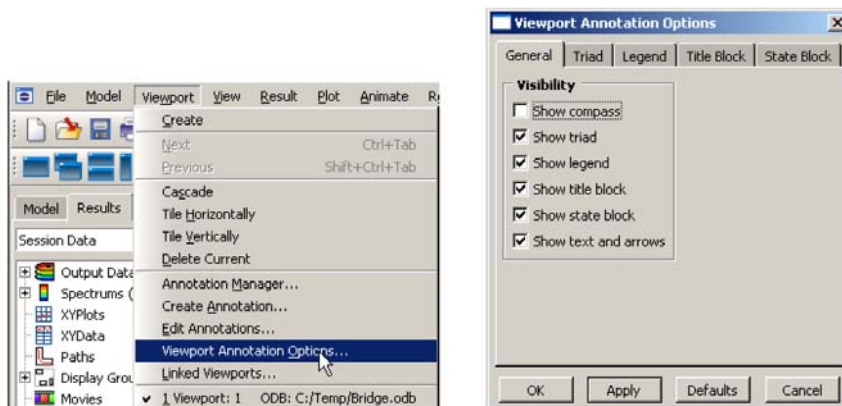 File Model Viewport View Result Plot Animate
Create
Next Ctrl+Tab
Previous Shift+Ctrl+Tab
Cascade
Tile Horizontally
Tile Vertically
Delete Current
Annotation Manager...
Create Annotation...
Edit Annotations...
Viewport Annotation Options...
Linked Viewports...
1 Viewport: 1 ODB: C:/Temp/Bridge.odb
Model Results
Session Data
Output Data
Spectrums (
XYPlots
XYData
Paths
Display Grou
Movies
Viewport Annotation Options
General Triad Legend Title Block State Block
Visibility
Show compass
Show triad
Show legend
Show title block
Show state block
Show text and arrows
OK Apply Defaults Cancel